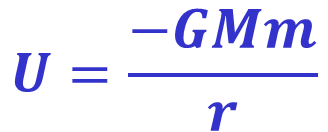 U = −GMm / r